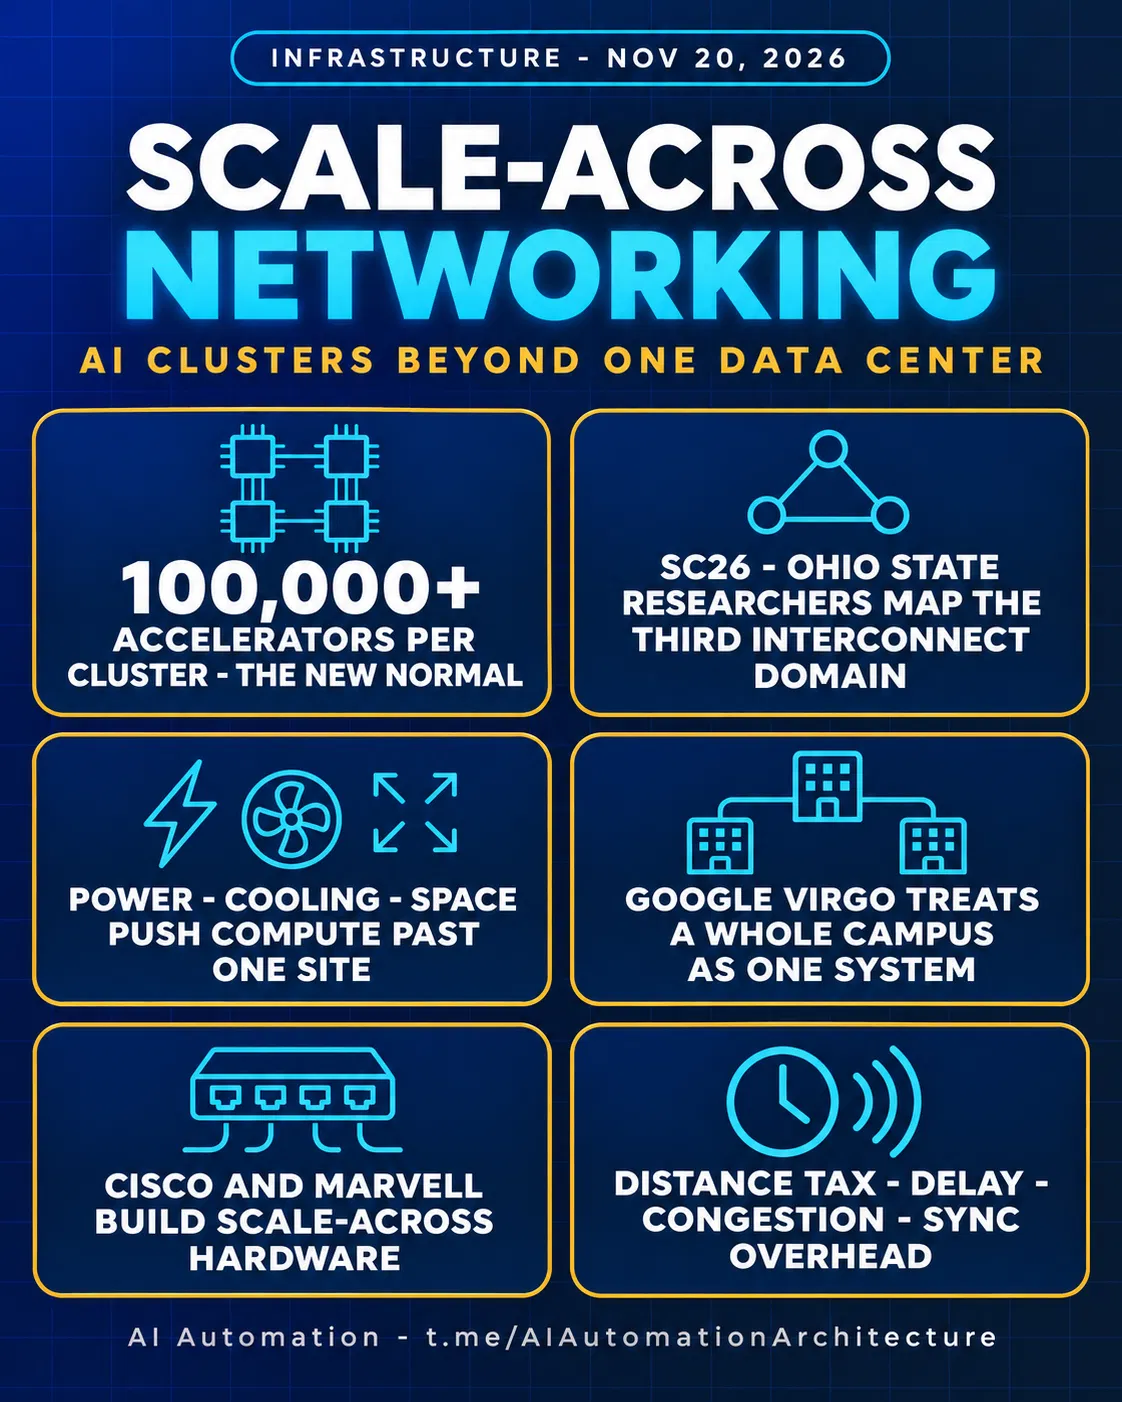 INFRASTRUCTURE - NOV 20, 2026
SCALE-ACROSS
NETWORKING
AI CLUSTERS BEYOND ONE DATA CENTER
100,000+
ACCELERATORS PER
CLUSTER - THE NEW NORMAL
SC26 - OHIO STATE
RESEARCHERS MAP THE
THIRD INTERCONNECT
DOMAIN
POWER - COOLING - SPACE
PUSH COMPUTE PAST
ONE SITE
GOOGLE VIRGO TREATS
A WHOLE CAMPUS
AS ONE SYSTEM
CISCO AND MARVELL
BUILD SCALE-ACROSS
HARDWARE
DISTANCE TAX - DELAY -
CONGESTION - SYNC
OVERHEAD
AI Automation - t.me/AIAutomationArchitecture